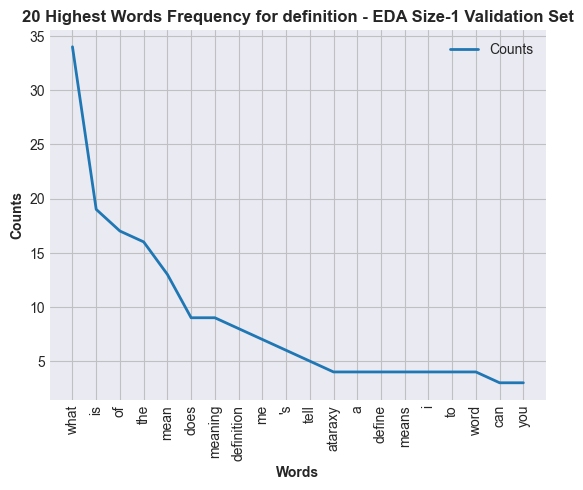 20 Highest Words Frequency for definition - EDA Size-1 Validation Set
Counts
35
30
25
20
15
10
5
Counts
what
is
of
the
mean
does
meaning
definition
me
's
tell
ataraxy
a
define
means
i
to
word
can
you
Words